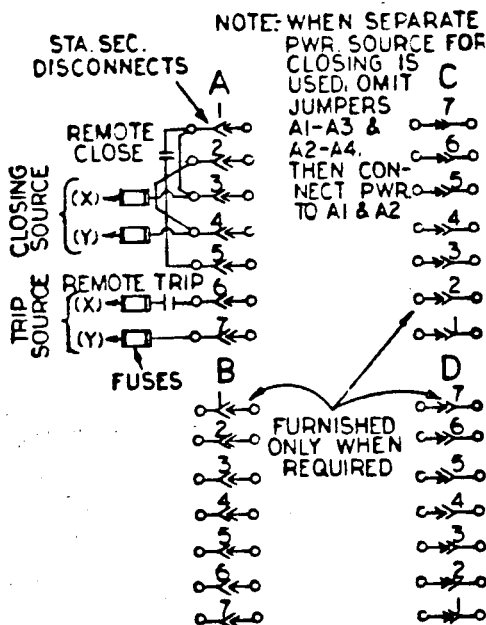 NOTE: WHEN SEPARATE
PWR. SOURCE FOR
CLOSING IS
USED, OMIT
JUMPERS
A1-A3 &
A2-A4.
THEN CON-
NECT PWR.
TO A1 & A2
STA. SEC.
DISCONNECTS
A
1
2
3
4
5
6
7
REMOTE
CLOSE
CLOSING
SOURCE
(X)
(Y)
REMOTE TRIP
TRIP
SOURCE
(X)
(Y)
FUSES
C
7
6
5
4
3
2
1
B
1
2
3
4
5
6
7
FURNISHED
ONLY WHEN
REQUIRED
D
7
6
5
4
3
2
1